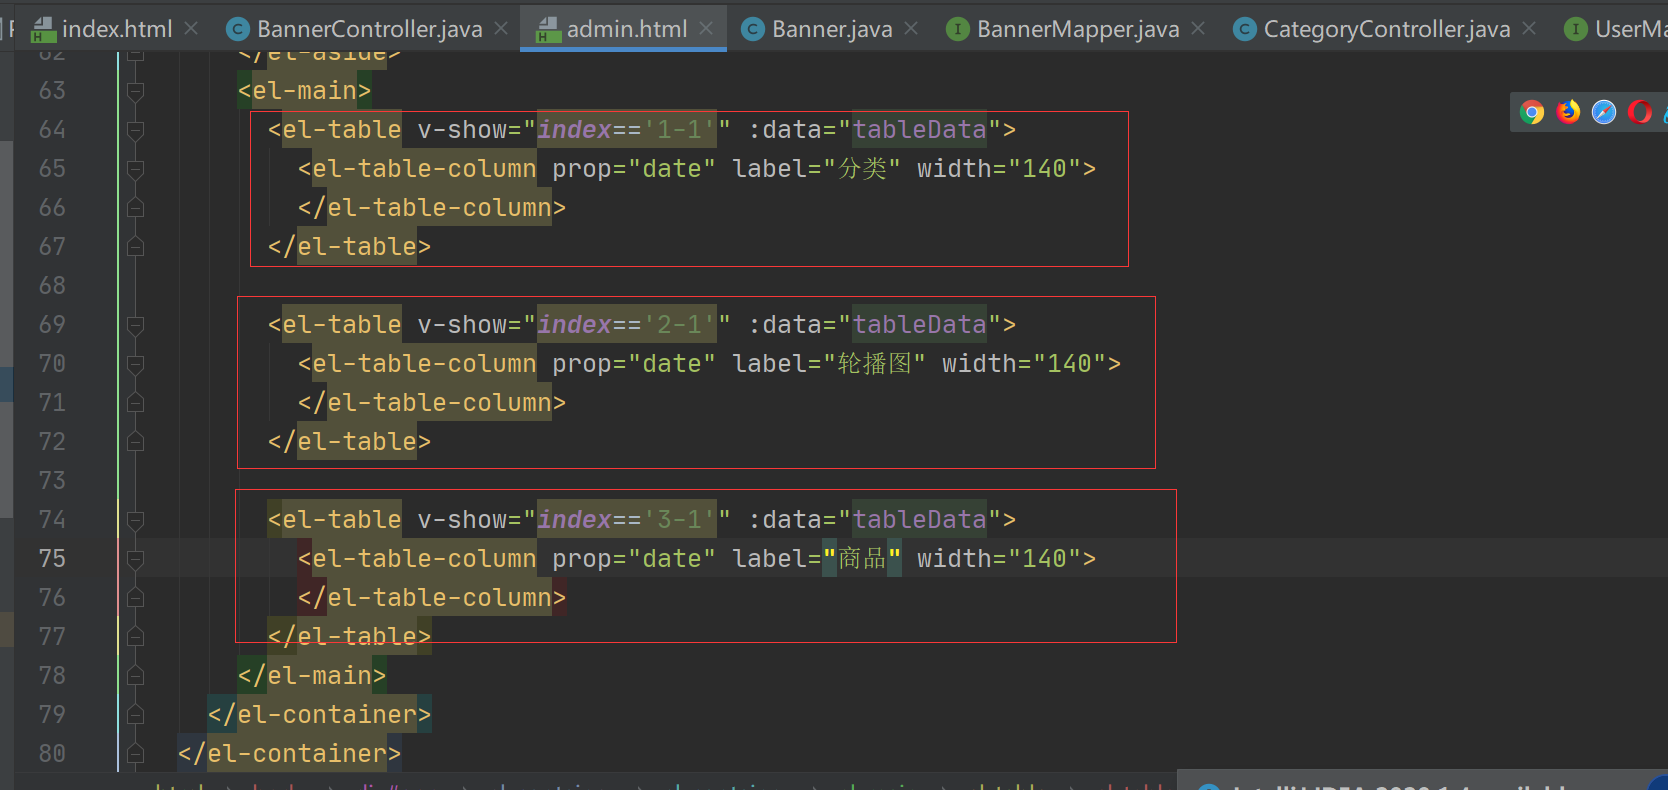 index.html BannerController.java admin.html Banner.java BannerMapper.java CategoryController.java UserMa
62 </el-aside>
63 <el-main>
64 <el-table v-show="index=='1-1'" :data="tableData">
65 <el-table-column prop="date" label="分类" width="140">
66 </el-table-column>
67 </el-table>
68
69 <el-table v-show="index=='2-1'" :data="tableData">
70 <el-table-column prop="date" label="轮播图" width="140">
71 </el-table-column>
72 </el-table>
73
74 <el-table v-show="index=='3-1'" :data="tableData">
75 <el-table-column prop="date" label="商品" width="140">
76 </el-table-column>
77 </el-table>
78 </el-main>
79 </el-container>
80 </el-container>